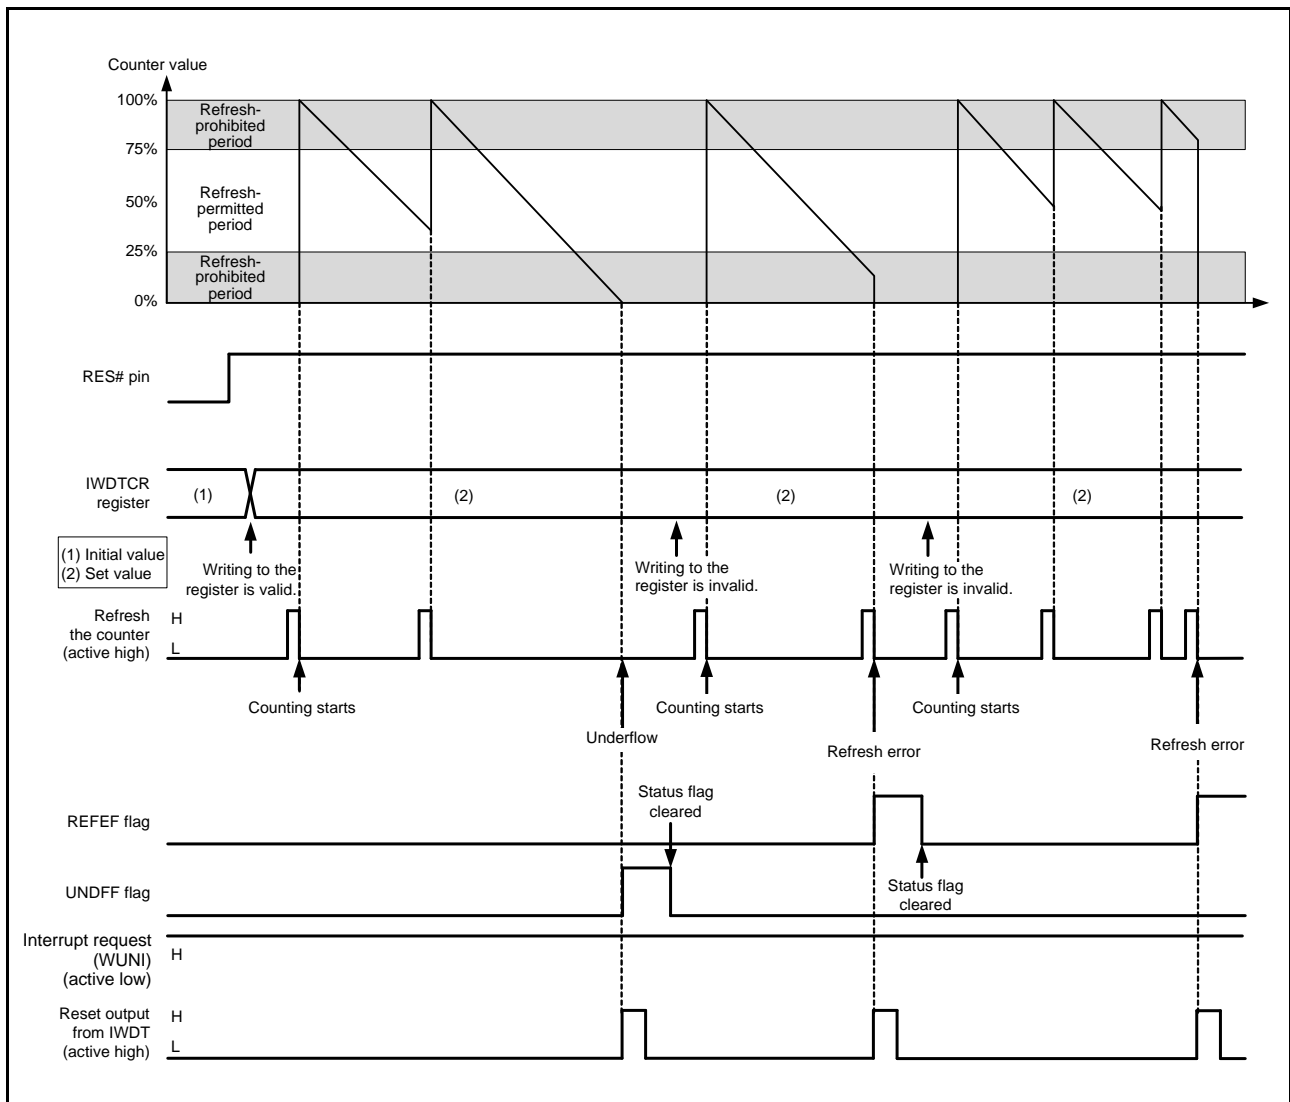 Counter value
100%
Refresh-
prohibited
period
75%
Refresh-
permitted
period
50%
25%
Refresh-
prohibited
period
0%
RES# pin
IWDTCR
register
(1)
(2)
(2)
(2)
(1) Initial value
(2) Set value
Writing to the
register is valid.
Writing to the
register is invalid.
Writing to the
register is invalid.
Refresh
the counter
(active high)
H
L
Counting starts
Counting starts
Counting starts
Underflow
Refresh error
Refresh error
Status flag
cleared
REFEF flag
Status flag
cleared
UNDFF flag
Interrupt request
(WUNI)
(active low)
H
Reset output
from IWDT
(active high)
H
L